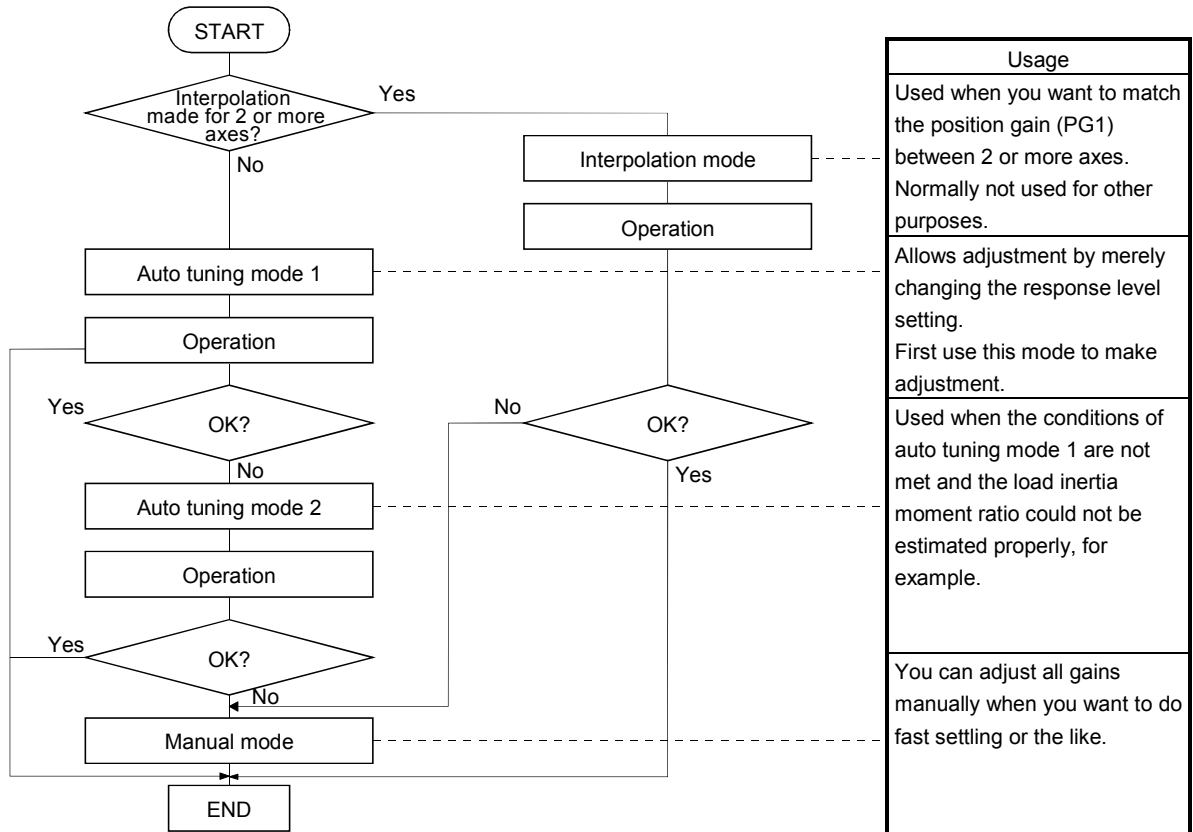 START
Interpolation
made for 2 or more
axes?
Yes
No
Interpolation mode
Operation
Auto tuning mode 1
Operation
Yes
OK?
No
No
OK?
Yes
Auto tuning mode 2
Operation
Yes
OK?
No
Manual mode
END
Usage
Used when you want to match
the position gain (PG1)
between 2 or more axes.
Normally not used for other
purposes.
Allows adjustment by merely
changing the response level
setting.
First use this mode to make
adjustment.
Used when the conditions of
auto tuning mode 1 are not
met and the load inertia
moment ratio could not be
estimated properly, for
example.
You can adjust all gains
manually when you want to do
fast settling or the like.